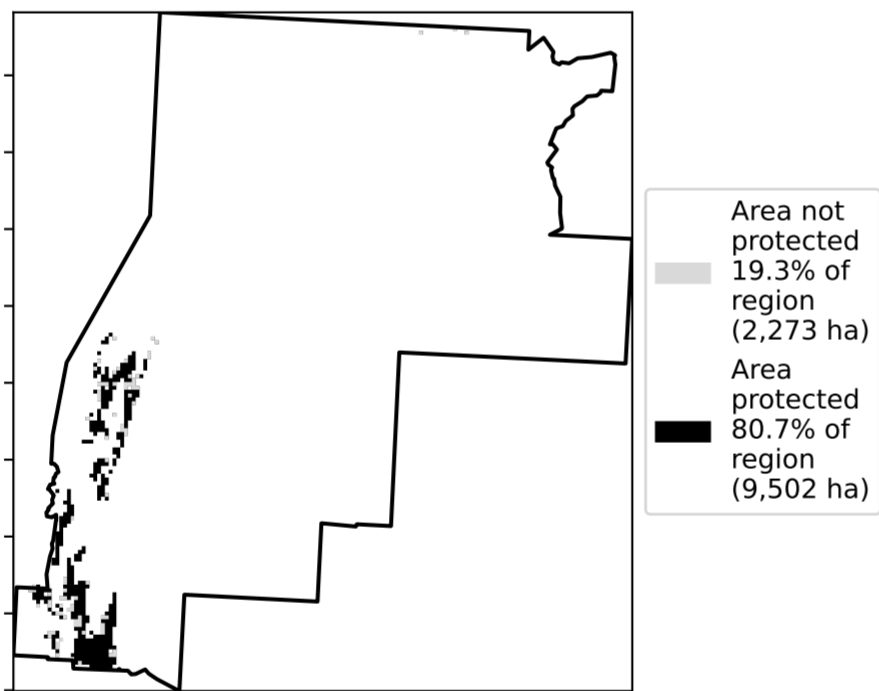 Area not
protected
19.3% of
region
(2,273 ha)
Area
protected
80.7% of
region
(9,502 ha)